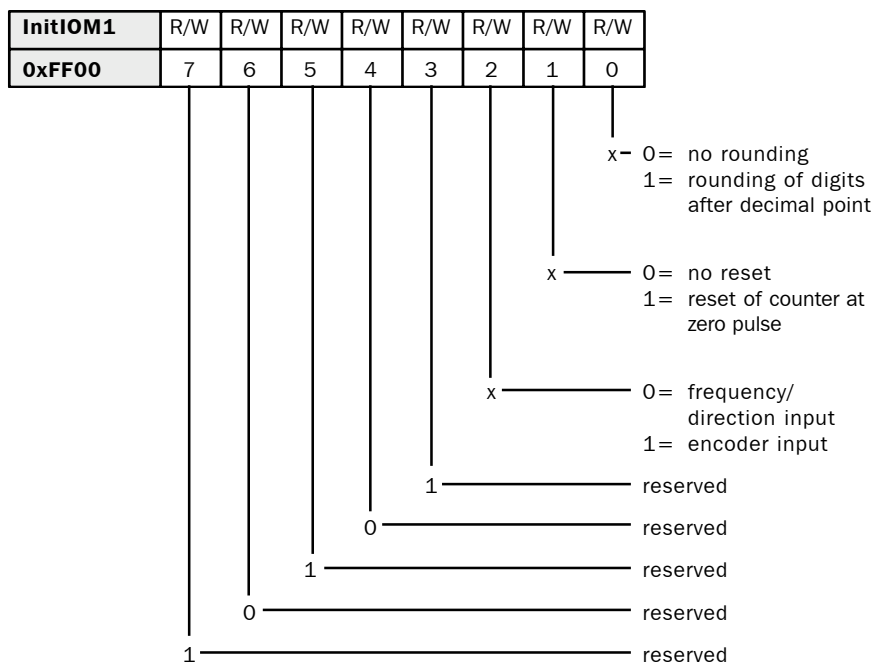 InitIOM1 R/W R/W R/W R/W R/W R/W R/W R/W
0xFF00 7 6 5 4 3 2 1 0
x 0= no rounding
1= rounding of digits
after decimal point
x 0= no reset
1= reset of counter at
zero pulse
x 0= frequency/
direction input
1= encoder input
1 reserved
0 reserved
1 reserved
0 reserved
1 reserved